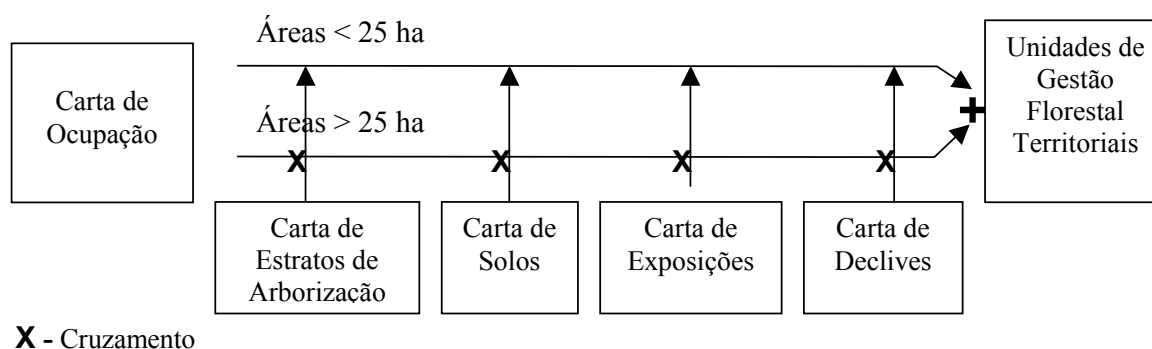 Áreas < 25 ha
Carta de
Ocupação
Áreas > 25 ha
Unidades de
Gestão
Florestal
Territoriais
+
X
X
X
X
Carta de
Estratos de
Arborização
Carta de
Solos
Carta de
Exposições
Carta de
Declives
X - Cruzamento